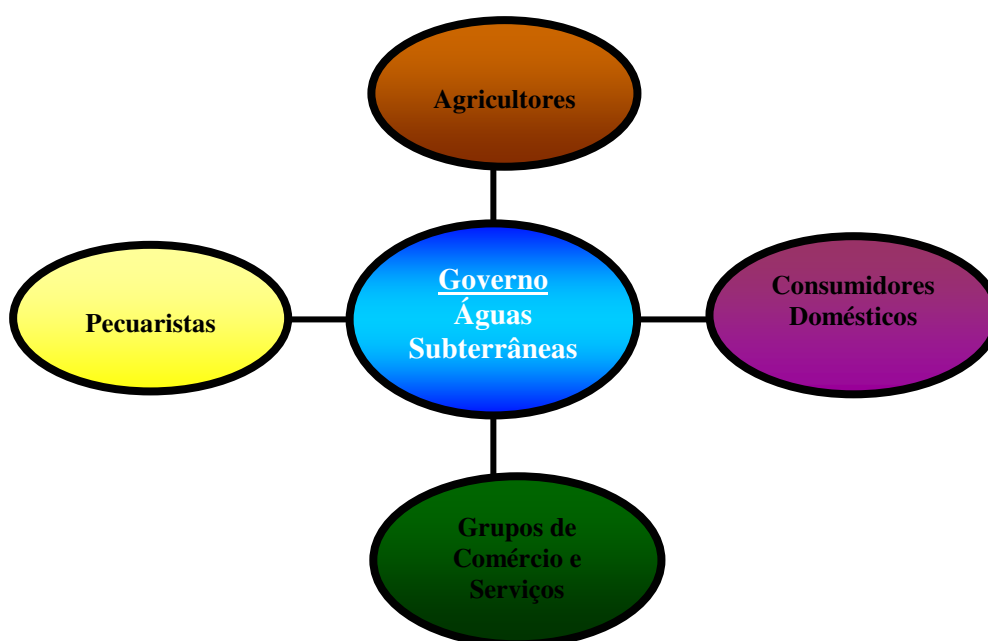 Agricultores
Pecuaristas
Governo
Águas
Subterrâneas
Consumidores
Domésticos
Grupos de
Comércio e
Serviços